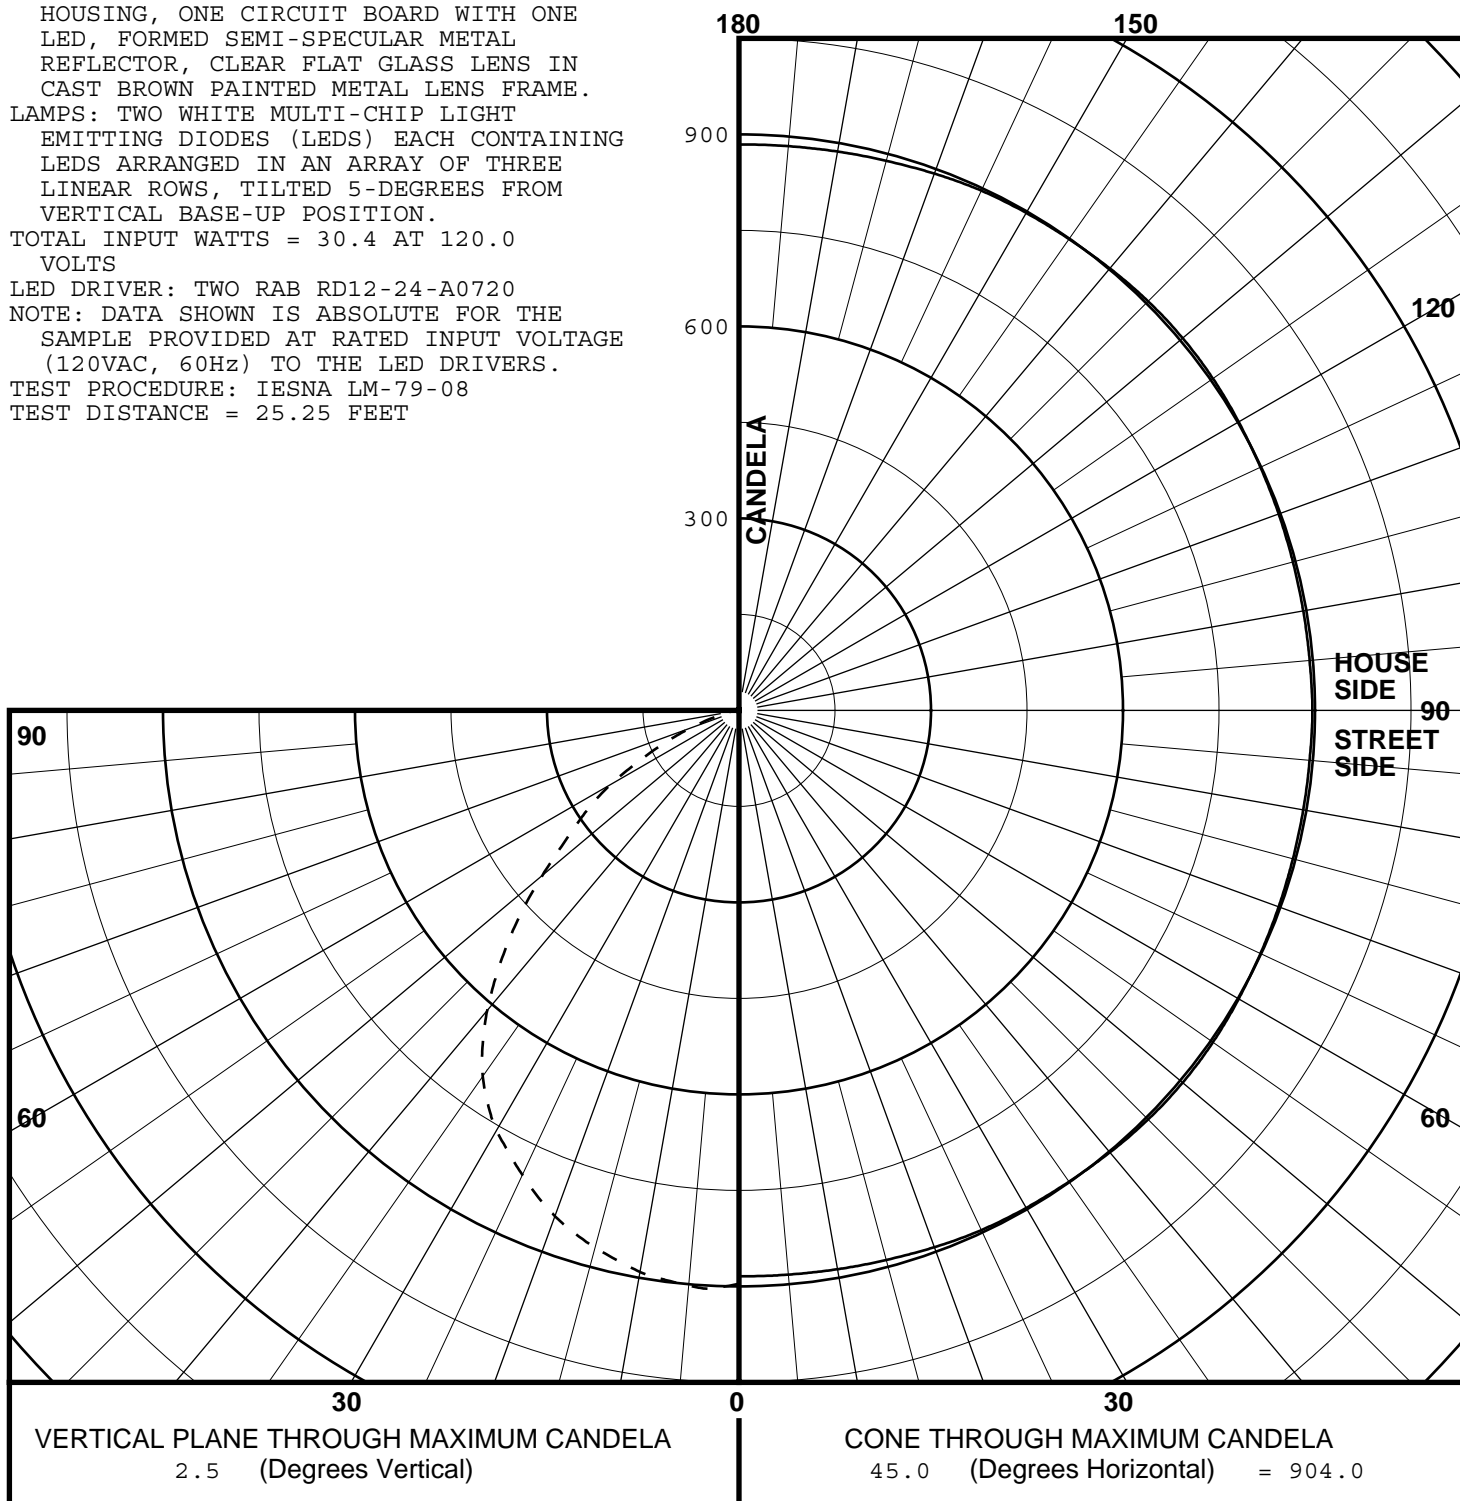 HOUSING, ONE CIRCUIT BOARD WITH ONE
LED, FORMED SEMI-SPECULAR METAL
REFLECTOR, CLEAR FLAT GLASS LENS IN
CAST BROWN PAINTED METAL LENS FRAME.
LAMPS: TWO WHITE MULTI-CHIP LIGHT
EMITTING DIODES (LEDS) EACH CONTAINING
LEDS ARRANGED IN AN ARRAY OF THREE
LINEAR ROWS, TILTED 5-DEGREES FROM
VERTICAL BASE-UP POSITION.
TOTAL INPUT WATTS = 30.4 AT 120.0
VOLTS
LED DRIVER: TWO RAB RD12-24-A0720
NOTE: DATA SHOWN IS ABSOLUTE FOR THE
SAMPLE PROVIDED AT RATED INPUT VOLTAGE
(120VAC, 60Hz) TO THE LED DRIVERS.
TEST PROCEDURE: IESNA LM-79-08
TEST DISTANCE = 25.25 FEET
180
150
900
120
600
CANDELA
300
HOUSE
SIDE
90
90
STREET
SIDE
60
60
30
0
30
VERTICAL PLANE THROUGH MAXIMUM CANDELA
2.5 (Degrees Vertical)
CONE THROUGH MAXIMUM CANDELA
45.0 (Degrees Horizontal) = 904.0